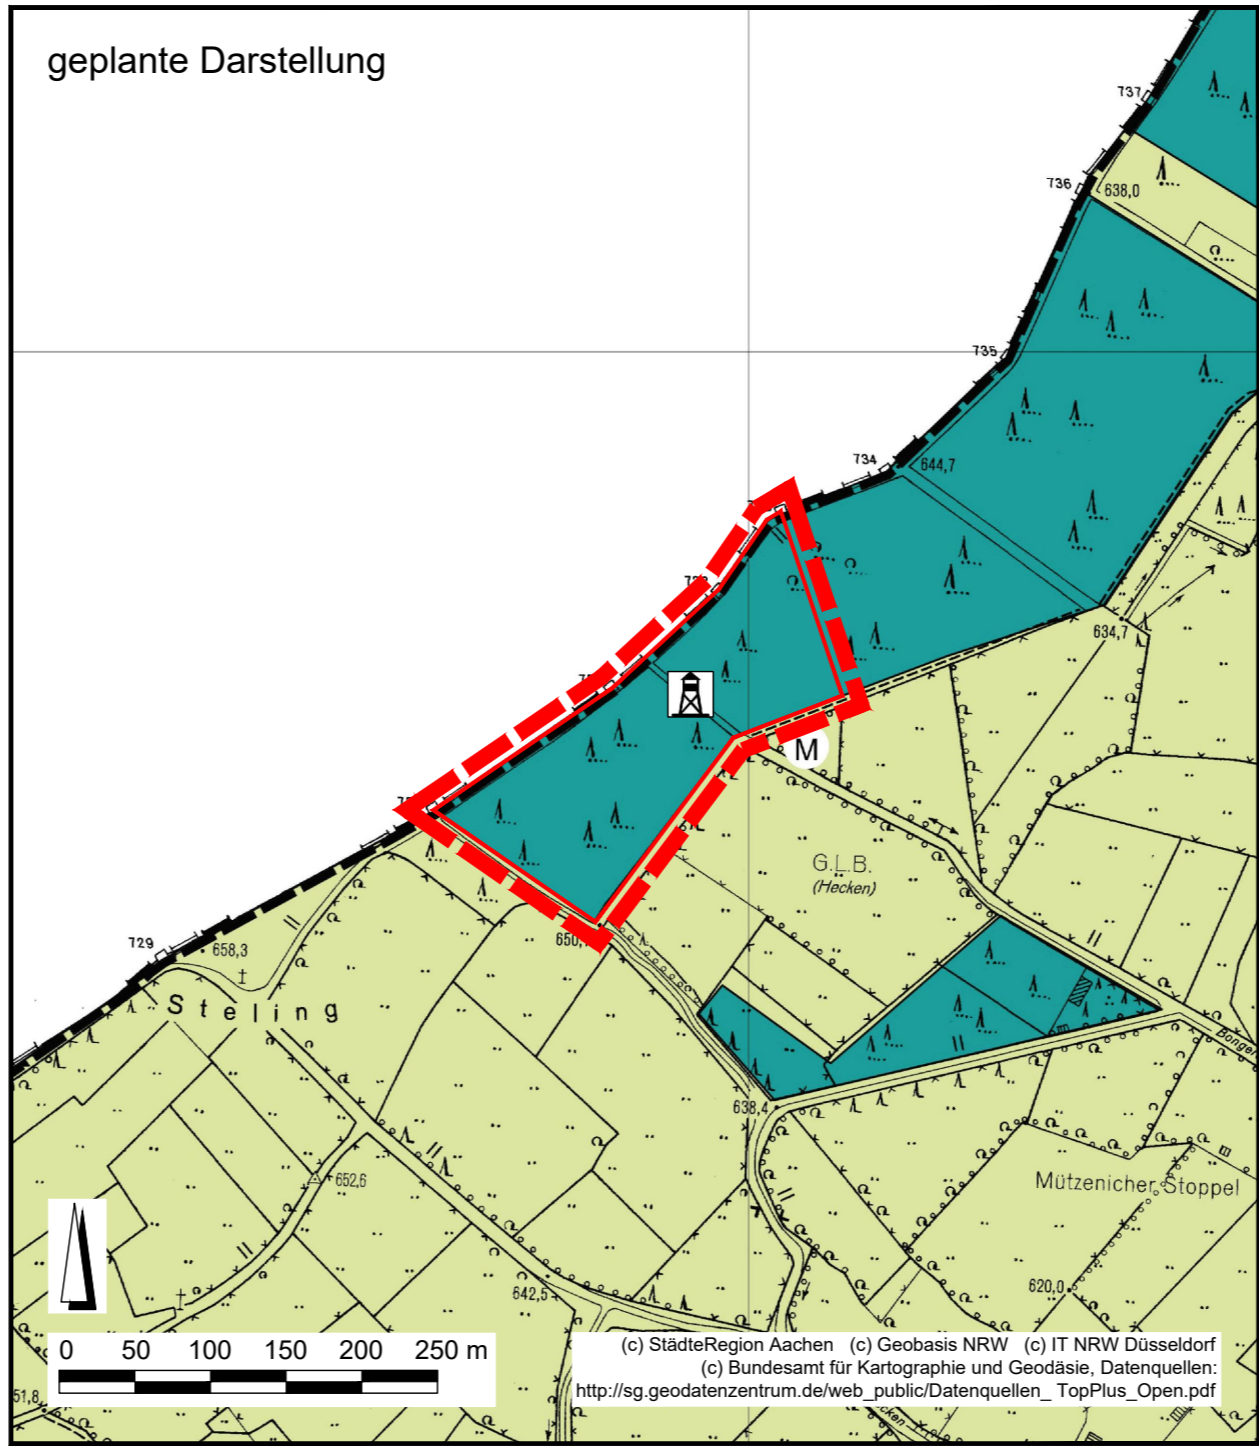 geplante Darstellung
737
736
638,0
735
734
644,7
634,7
M
G.L.B.
(Hecken)
729
658,3
Steling
638,4
652,6
Mützenicher Stoppel
642,5
620,0
0 50 100 150 200 250 m
(c) StädteRegion Aachen (c) Geobasis NRW (c) IT NRW Düsseldorf
(c) Bundesamt für Kartographie und Geodäsie, Datenquellen:
http://sg.geodatenzentrum.de/web_public/Datenquellen_ TopPlus_Open.pdf
51,8